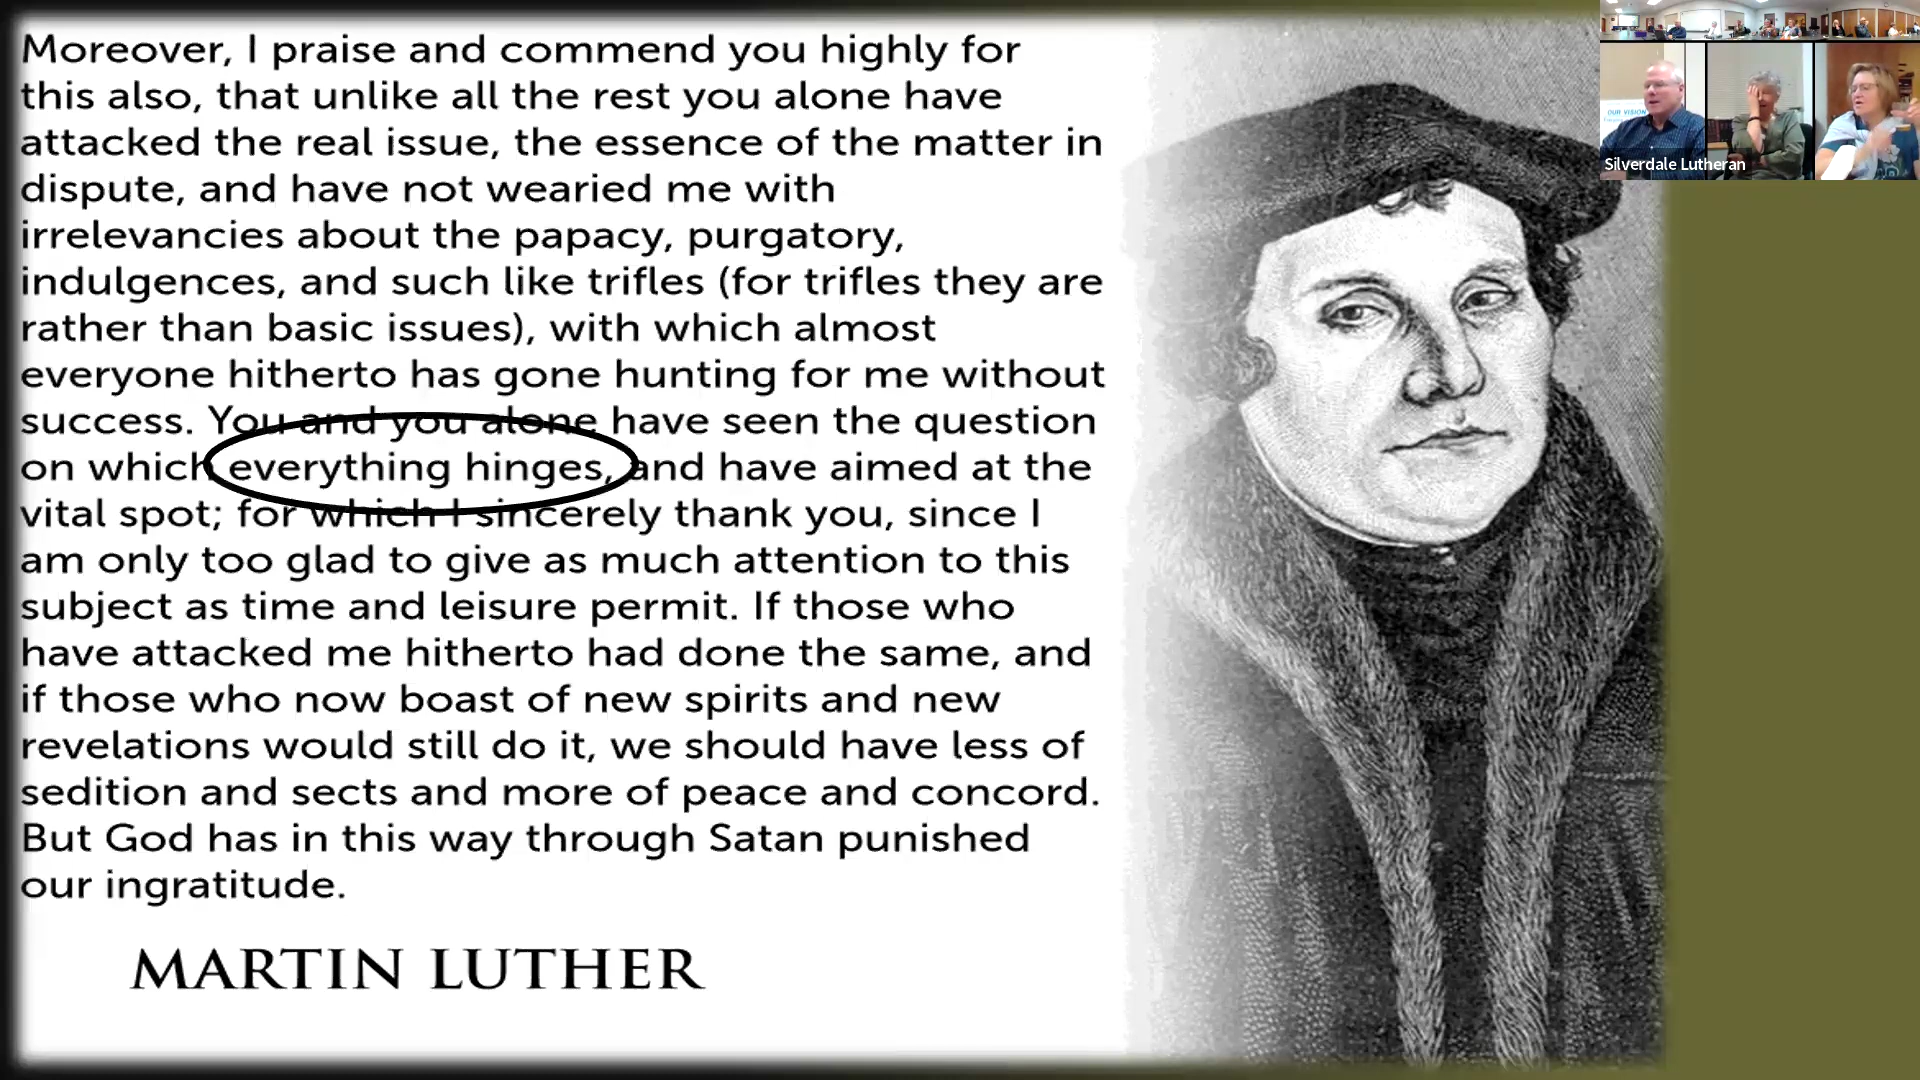 Moreover, I praise and commend you highly for
this also, that unlike all the rest you alone have
attacked the real issue, the essence of the matter in
dispute, and have not wearied me with
irrelevancies about the papacy, purgatory,
indulgences, and such like trifles (for trifles they are
rather than basic issues), with which almost
everyone hitherto has gone hunting for me without
success. You and you alone have seen the question
on which everything hinges, and have aimed at the
vital spot; for which I sincerely thank you, since I
am only too glad to give as much attention to this
subject as time and leisure permit. If those who
have attacked me hitherto had done the same, and
if those who now boast of new spirits and new
revelations would still do it, we should have less of
sedition and sects and more of peace and concord.
But God has in this way through Satan punished
our ingratitude.
MARTIN LUTHER
OUR VISION
Silverdale Lutheran